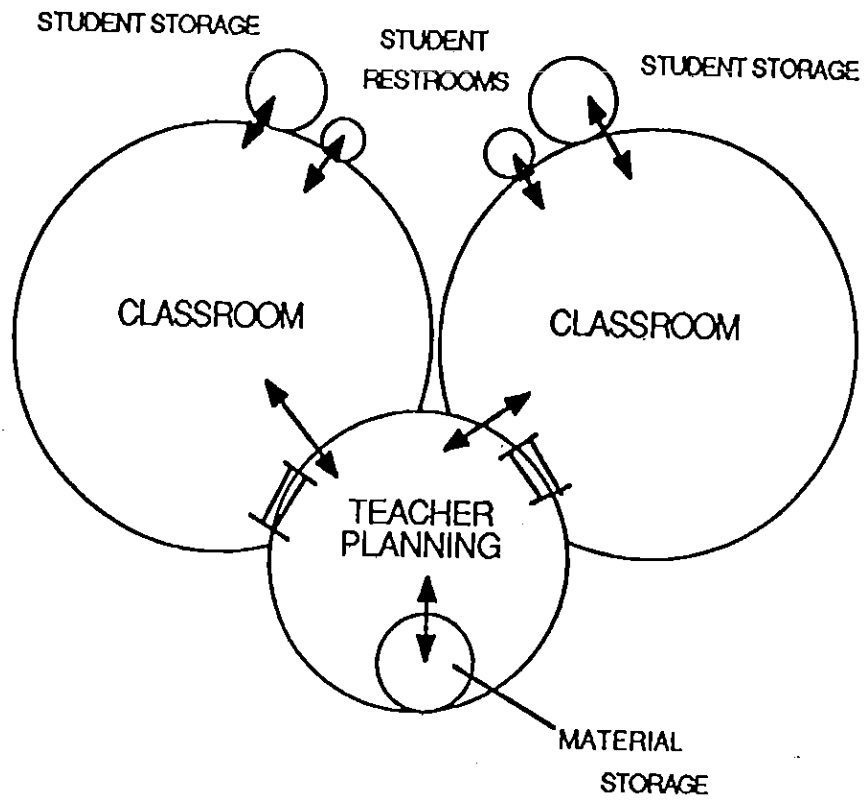 STUDENT STORAGE
STUDENT
RESTROOMS
STUDENT STORAGE
CLASSROOM
CLASSROOM
TEACHER
PLANNING
MATERIAL
STORAGE